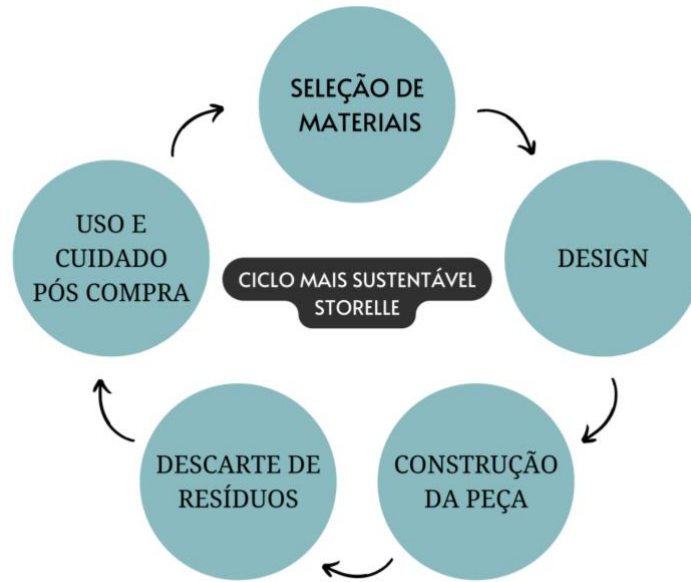 SELEÇÃO DE
MATERIAIS
DESIGN
CONSTRUÇÃO
DA PEÇA
DESCARTE DE
RESÍDUOS
USO E
CUIDADO
PÓS COMPRA
CICLO MAIS SUSTENTÁVEL
STORELLE